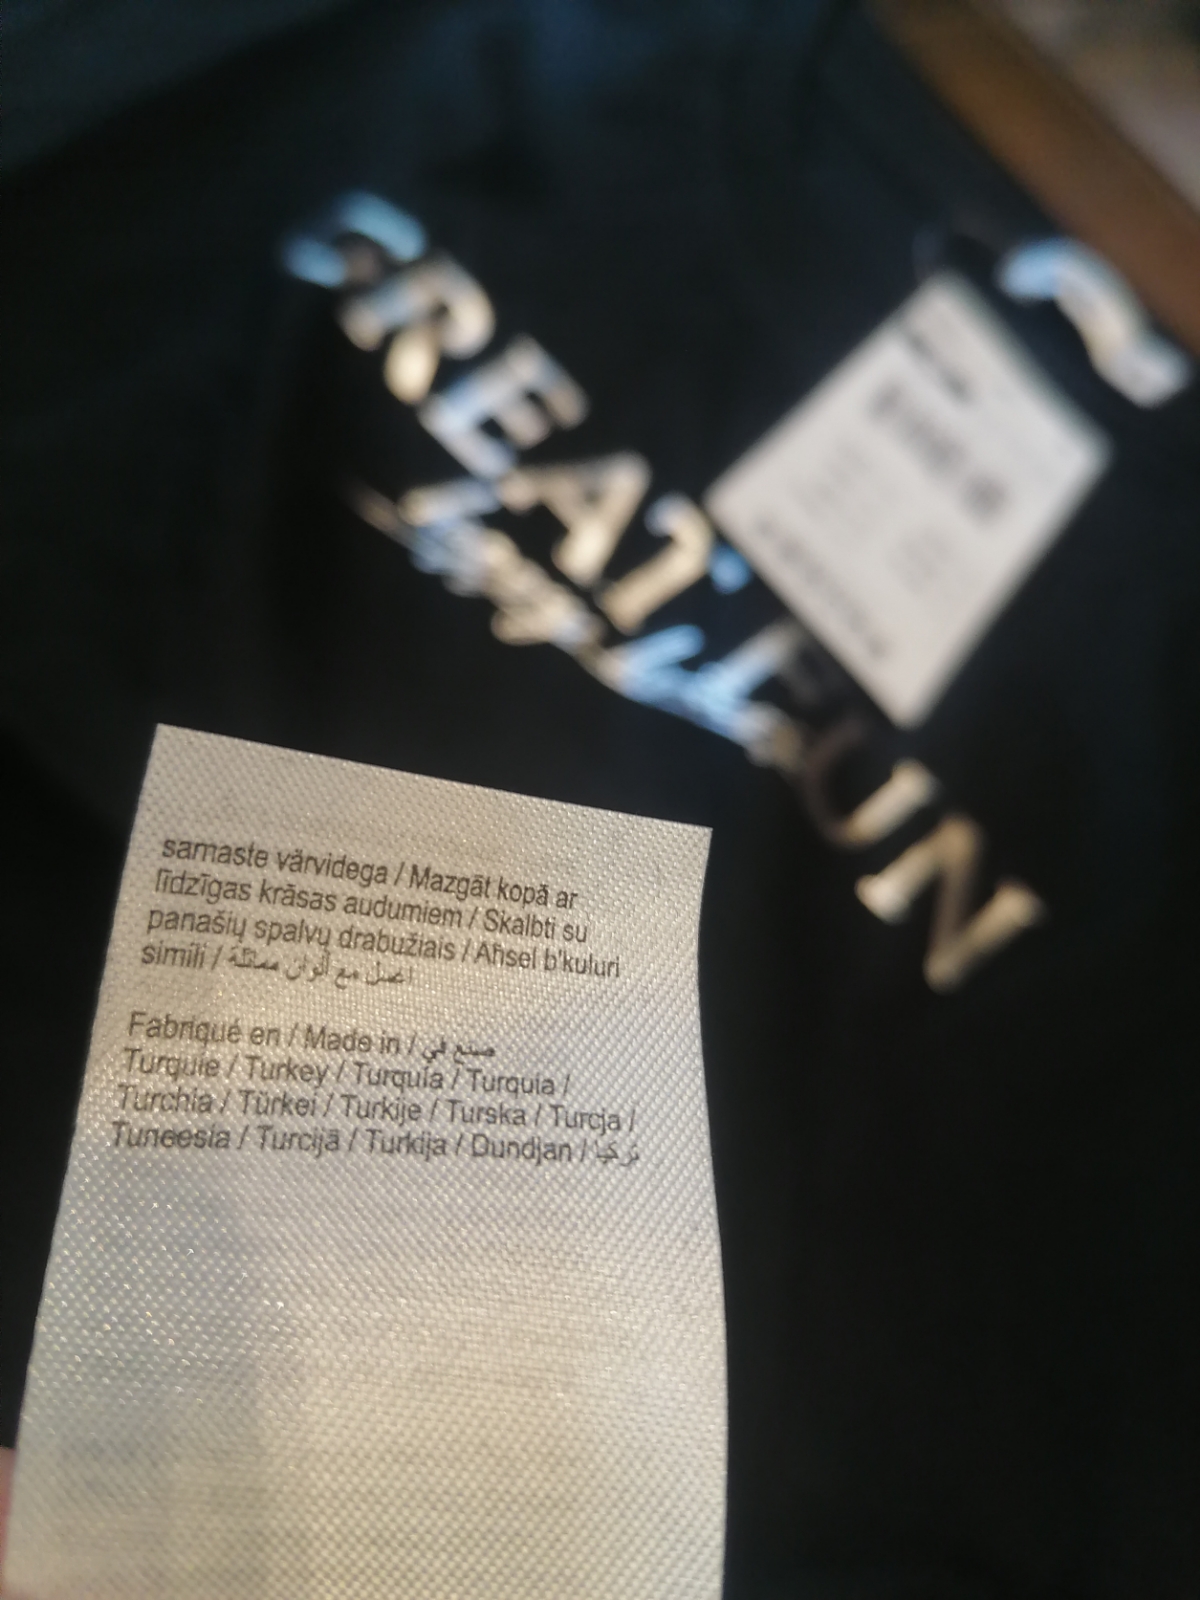 GREAT
FUN
samaste värvidega / Mazgāt kopā ar
līdzīgas krāsas audumiem / Skalbti su
panašių spalvų drabužiais / Aħsel b'kuluri
simili / اغسل مع ألوان مماثلة
Fabriqué en / Made in / صنع في
Turquie / Turkey / Turquía / Turquia /
Turchia / Türkei / Turkije / Turska / Turcja /
Tuneesia / Turcijā / Turkija / Dundjan / تركيا